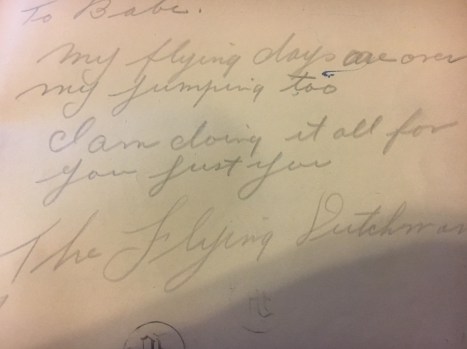 To Babe.
My flying days are over
my jumping too
I am doing it all for
you just you
The Flying Dutchman